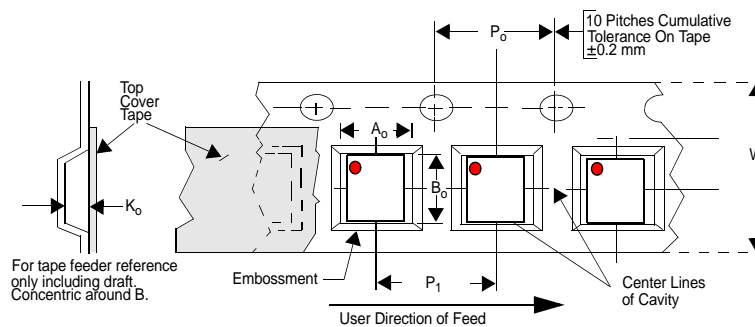 10 Pitches Cumulative
Tolerance On Tape
±0.2 mm
Po
Top
Cover
Tape
Ao
W
Bo
Ko
For tape feeder reference
only including draft.
Concentric around B.
Embossment
P1
Center Lines
of Cavity
User Direction of Feed